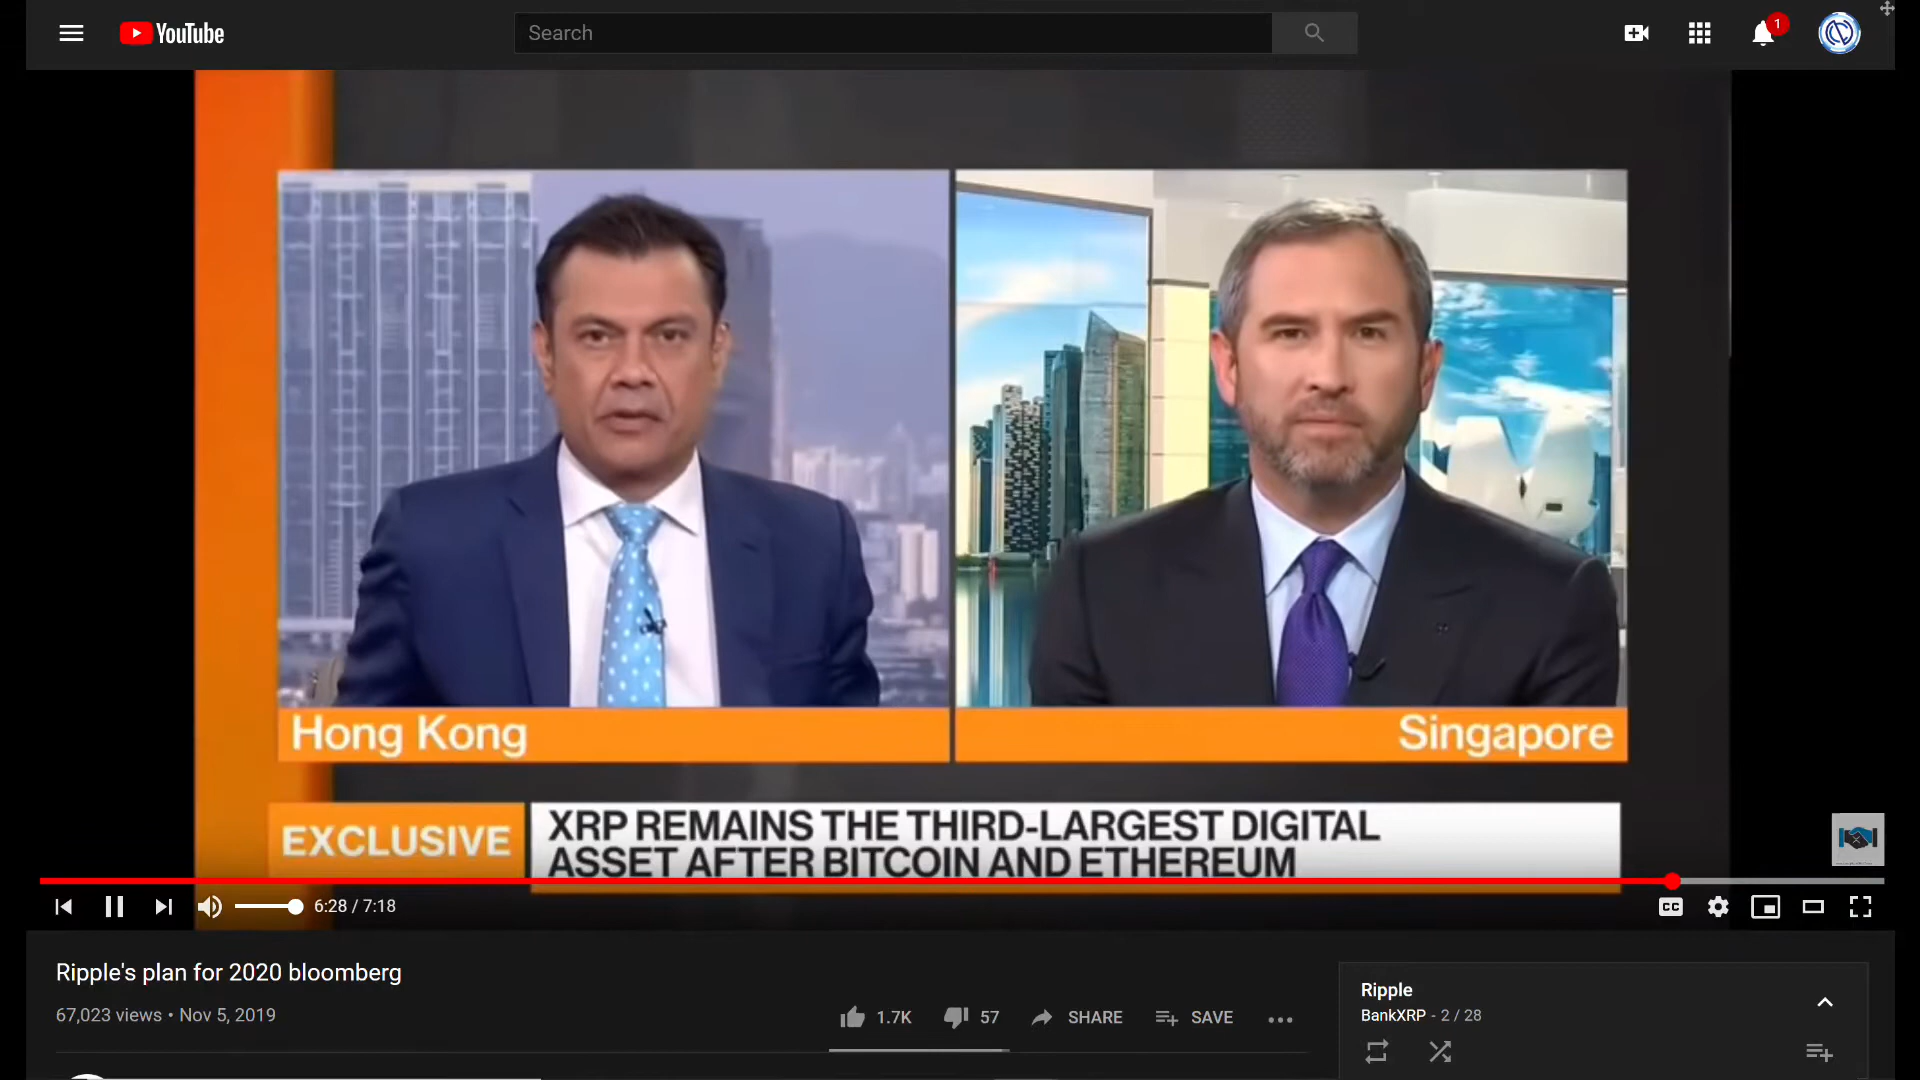 YouTube
Search
1
Hong Kong
Singapore
EXCLUSIVE
XRP REMAINS THE THIRD-LARGEST DIGITAL
ASSET AFTER BITCOIN AND ETHEREUM
6:28 / 7:18
CC
Ripple's plan for 2020 bloomberg
67,023 views • Nov 5, 2019
1.7K
57
SHARE
SAVE
Ripple
BankXRP - 2 / 28